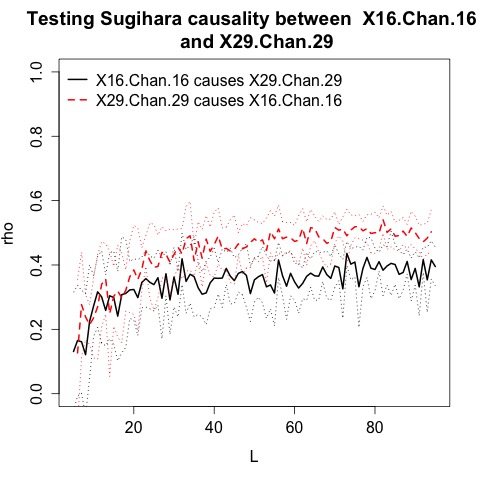 Testing Sugihara causality between  X16.Chan.16
and X29.Chan.29
X16.Chan.16 causes X29.Chan.29
X29.Chan.29 causes X16.Chan.16
rho
1.0
0.8
0.6
0.4
0.2
0.0
20 40 60 80
L